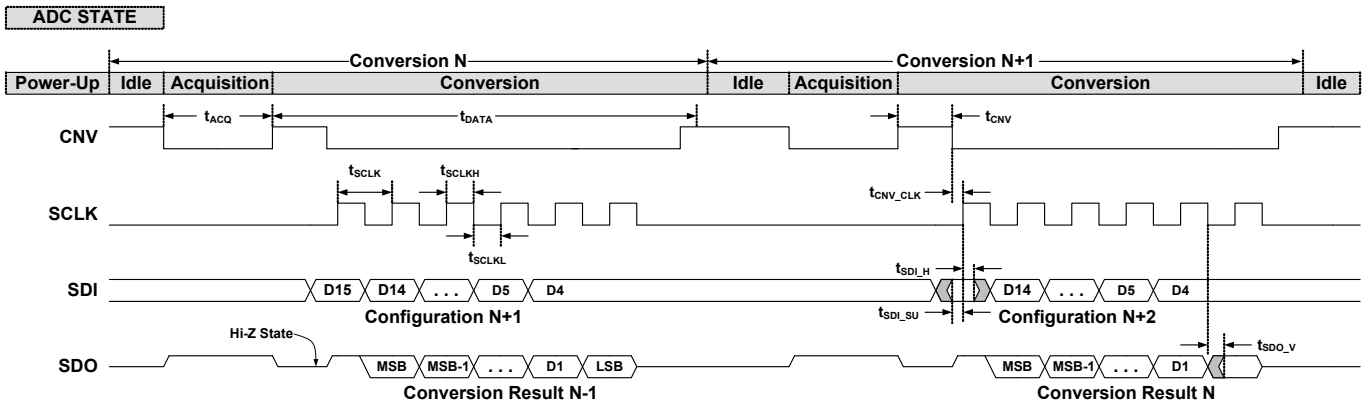 ADC STATE
Conversion N
Conversion N+1
Power-Up Idle Acquisition Conversion Idle Acquisition Conversion Idle
CNV tACQ tDATA tCNV
tSCLK tSCLKH tCNV_CLK
SCLK
tSCLKL
tSDI_H
SDI D15 D14 . . . D5 D4 D14 . . . D5 D4
Configuration N+1 tSDI_SU Configuration N+2
Hi-Z State tSDO_V
SDO MSB MSB-1 . . . D1 LSB MSB MSB-1 . . . D1
Conversion Result N-1 Conversion Result N